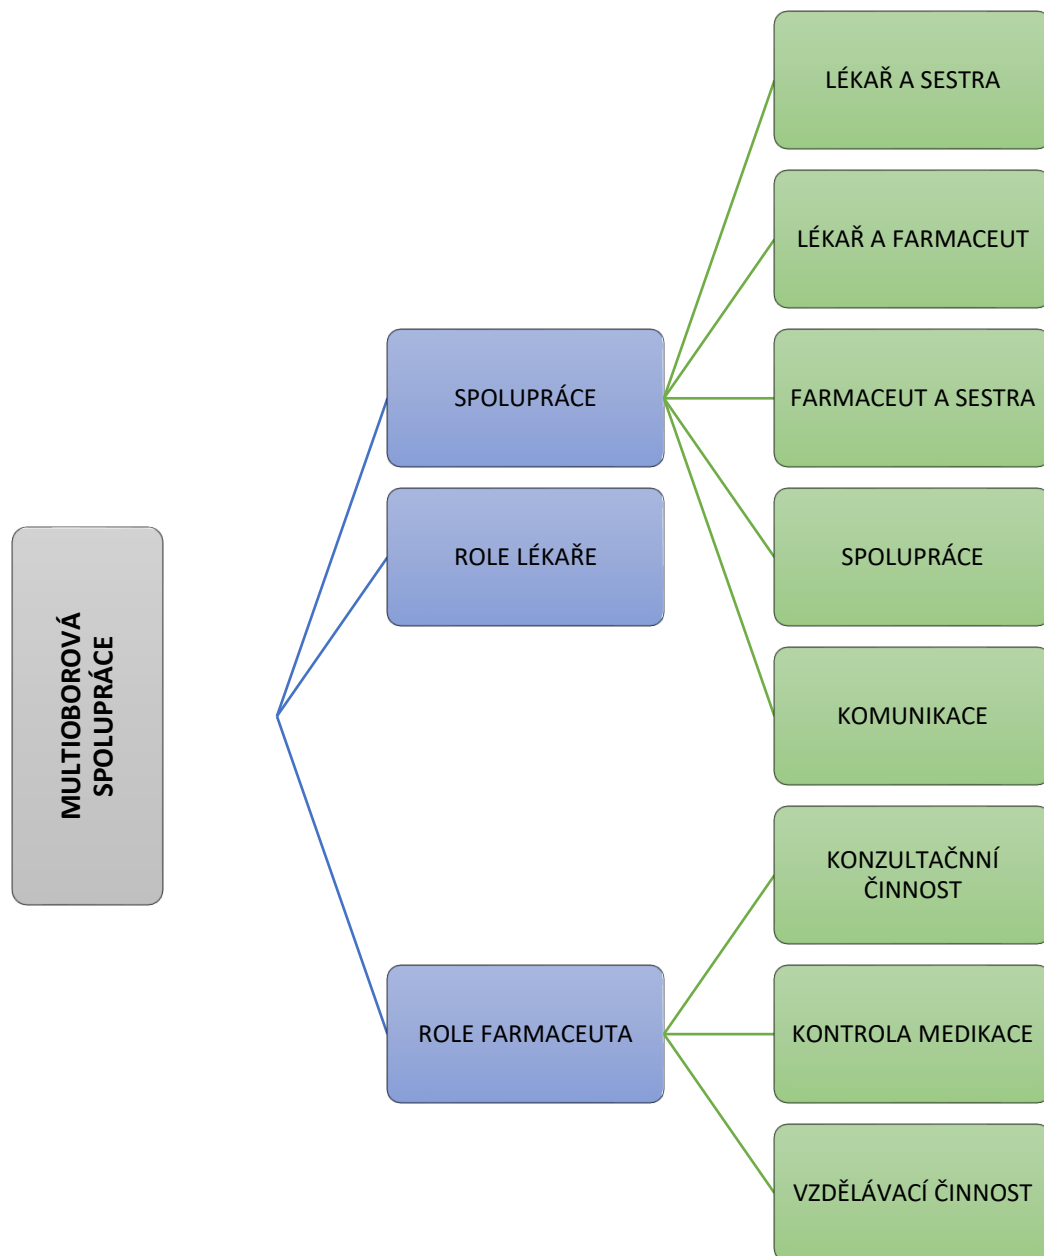 MULTIOBOROVÁ
SPOLUPRÁCE
SPOLUPRÁCE
LÉKAŘ A SESTRA
LÉKAŘ A FARMACEUT
FARMACEUT A SESTRA
SPOLUPRÁCE
KOMUNIKACE
ROLE LÉKAŘE
ROLE FARMACEUTA
KONZULTAČNNÍ
ČINNOST
KONTROLA MEDIKACE
VZDĚLÁVACÍ ČINNOST